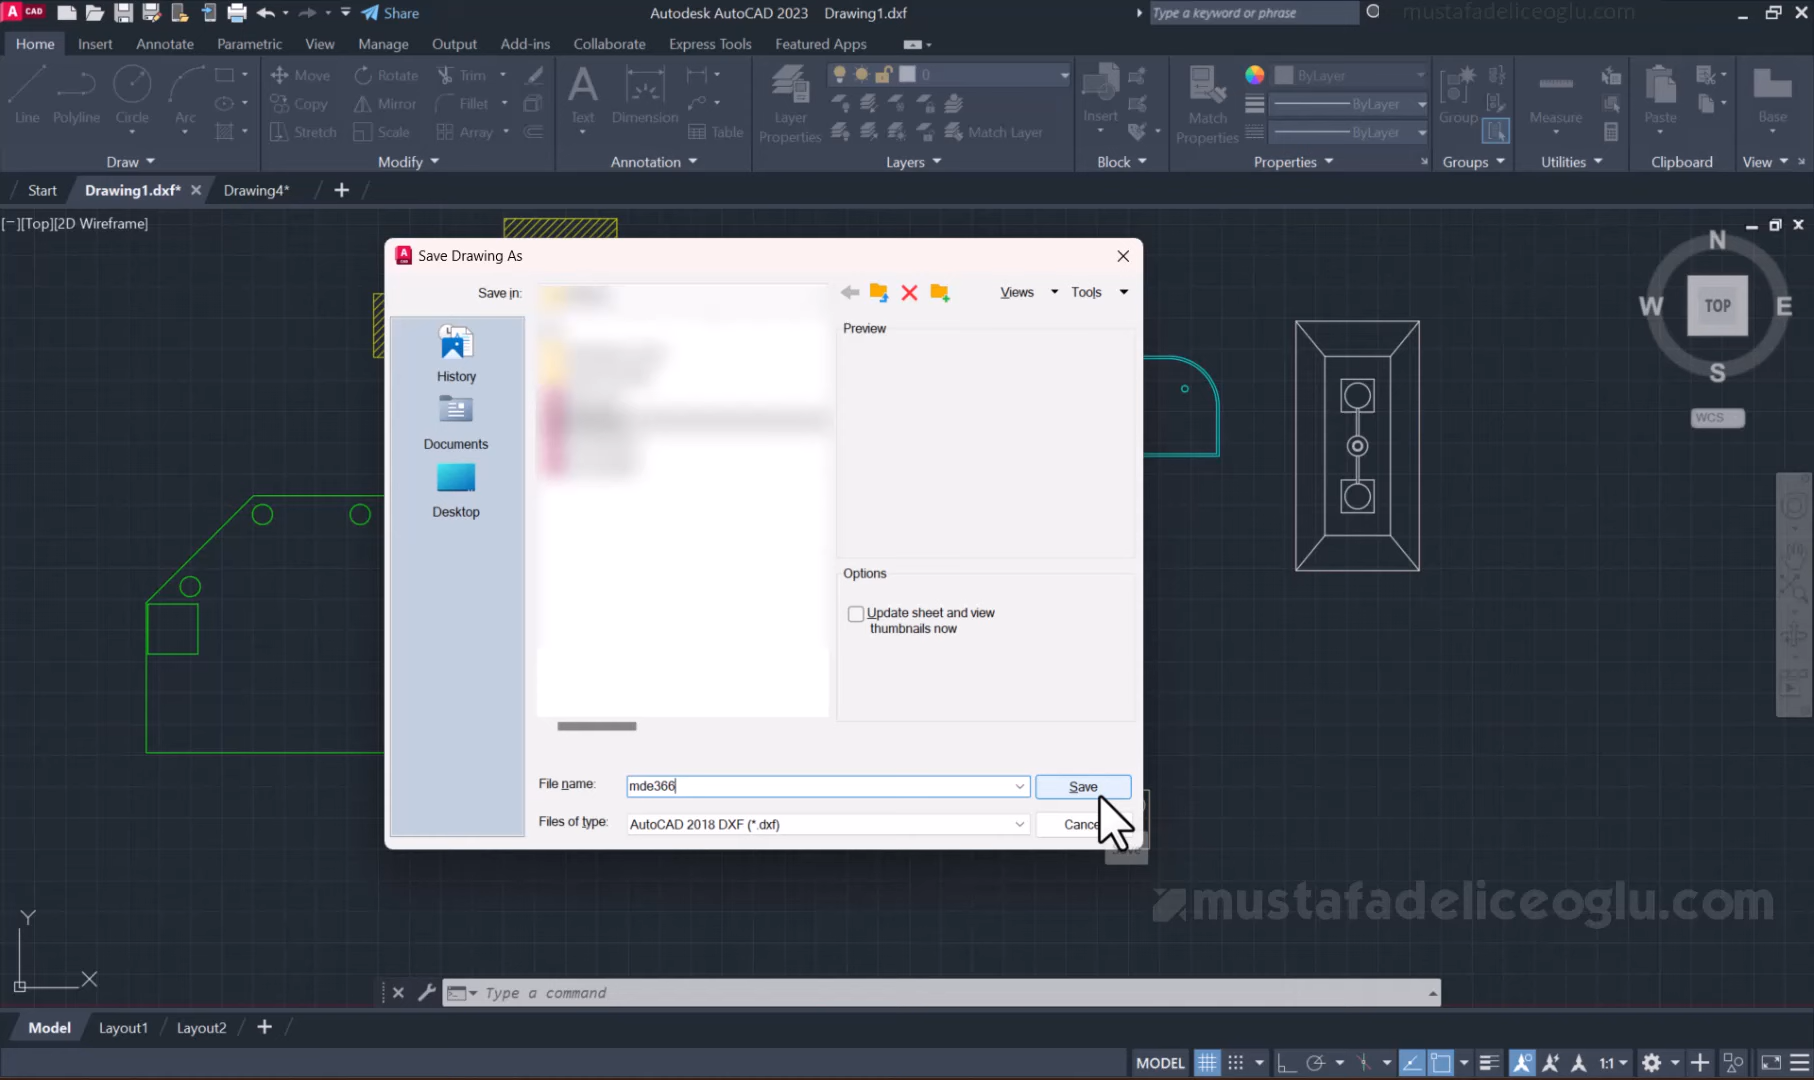 CAD
Share
Autodesk AutoCAD 2023 Drawing1.dxf
Type a keyword or phrase
mustafadeliceoglu.com
Home Insert Annotate Parametric View Manage Output Add-ins Collaborate Express Tools Featured Apps
Line Polyline Circle Arc
Move Rotate Trim
Copy Mirror Fillet
Stretch Scale Array
Text Dimension Table
Layer Properties
0
Match Layer
Insert
Match Properties
ByLayer
ByLayer
ByLayer
Group
Measure
Paste
Base
Draw Modify Annotation Layers Block Properties Groups Utilities Clipboard View
Start Drawing1.dxf* Drawing4*
[−][Top][2D Wireframe]
N
W TOP E
S
WCS
Save Drawing As
Save in:
Views Tools
Preview
History
Documents
Desktop
Options
Update sheet and view
thumbnails now
File name: mde366
Save
Files of type: AutoCAD 2018 DXF (*.dxf)
mustafadeliceoglu.com
Y
X
Type a command
Model Layout1 Layout2
MODEL 1:1